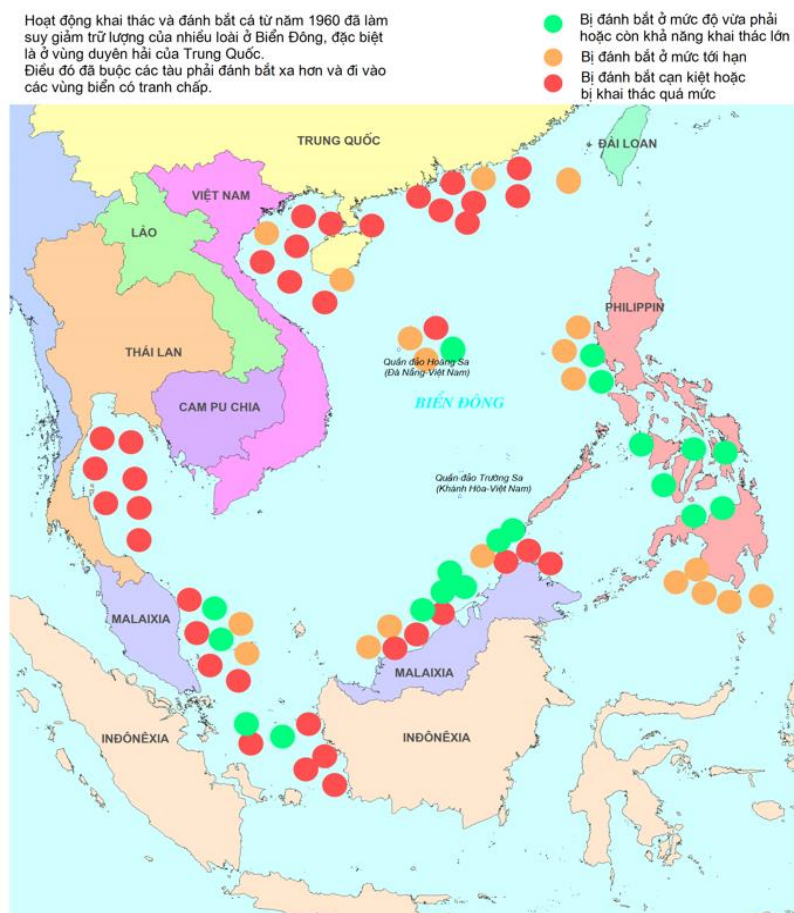 Hoạt động khai thác và đánh bắt cá từ năm 1960 đã làm
suy giảm trữ lượng của nhiều loài ở Biển Đông, đặc biệt
là ở vùng duyên hải của Trung Quốc.
Điều đó đã buộc các tàu phải đánh bắt xa hơn và đi vào
các vùng biển có tranh chấp.
Bị đánh bắt ở mức độ vừa phải
hoặc còn khả năng khai thác lớn
Bị đánh bắt ở mức tới hạn
Bị đánh bắt cạn kiệt hoặc
bị khai thác quá mức
TRUNG QUỐC
ĐÀI LOAN
VIỆT NAM
LÀO
PHILIPPIN
THÁI LAN
Quần đảo Hoàng Sa
(Đà Nẵng-Việt Nam)
CAM PU CHIA
BIỂN ĐÔNG
Quần đảo Trường Sa
(Khánh Hòa-Việt Nam)
MALAIXIA
MALAIXIA
INĐÔNÊXIA
INĐÔNÊXIA